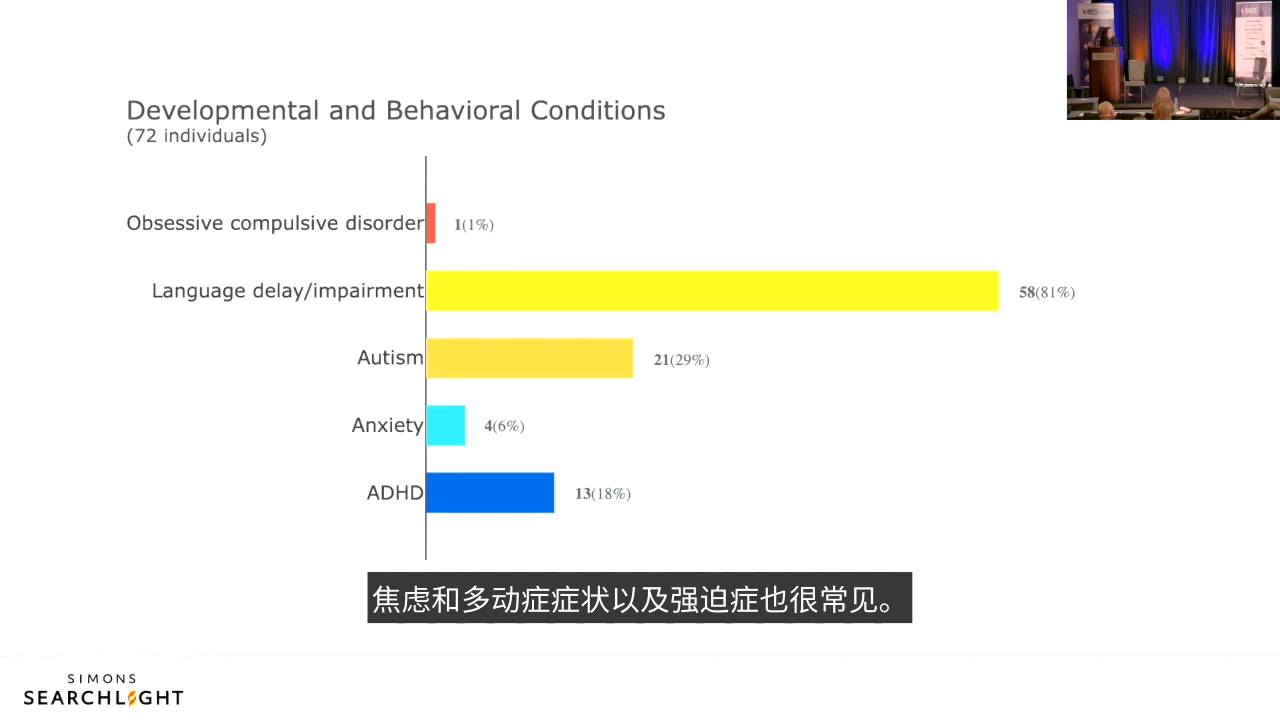 Developmental and Behavioral Conditions
(72 individuals)
Obsessive compulsive disorder 1(1%)
Language delay/impairment 58(81%)
Autism 21(29%)
Anxiety 4(6%)
ADHD 13(18%)
焦虑和多动症症状以及强迫症也很常见。
SIMONS
SEARCHLIGHT